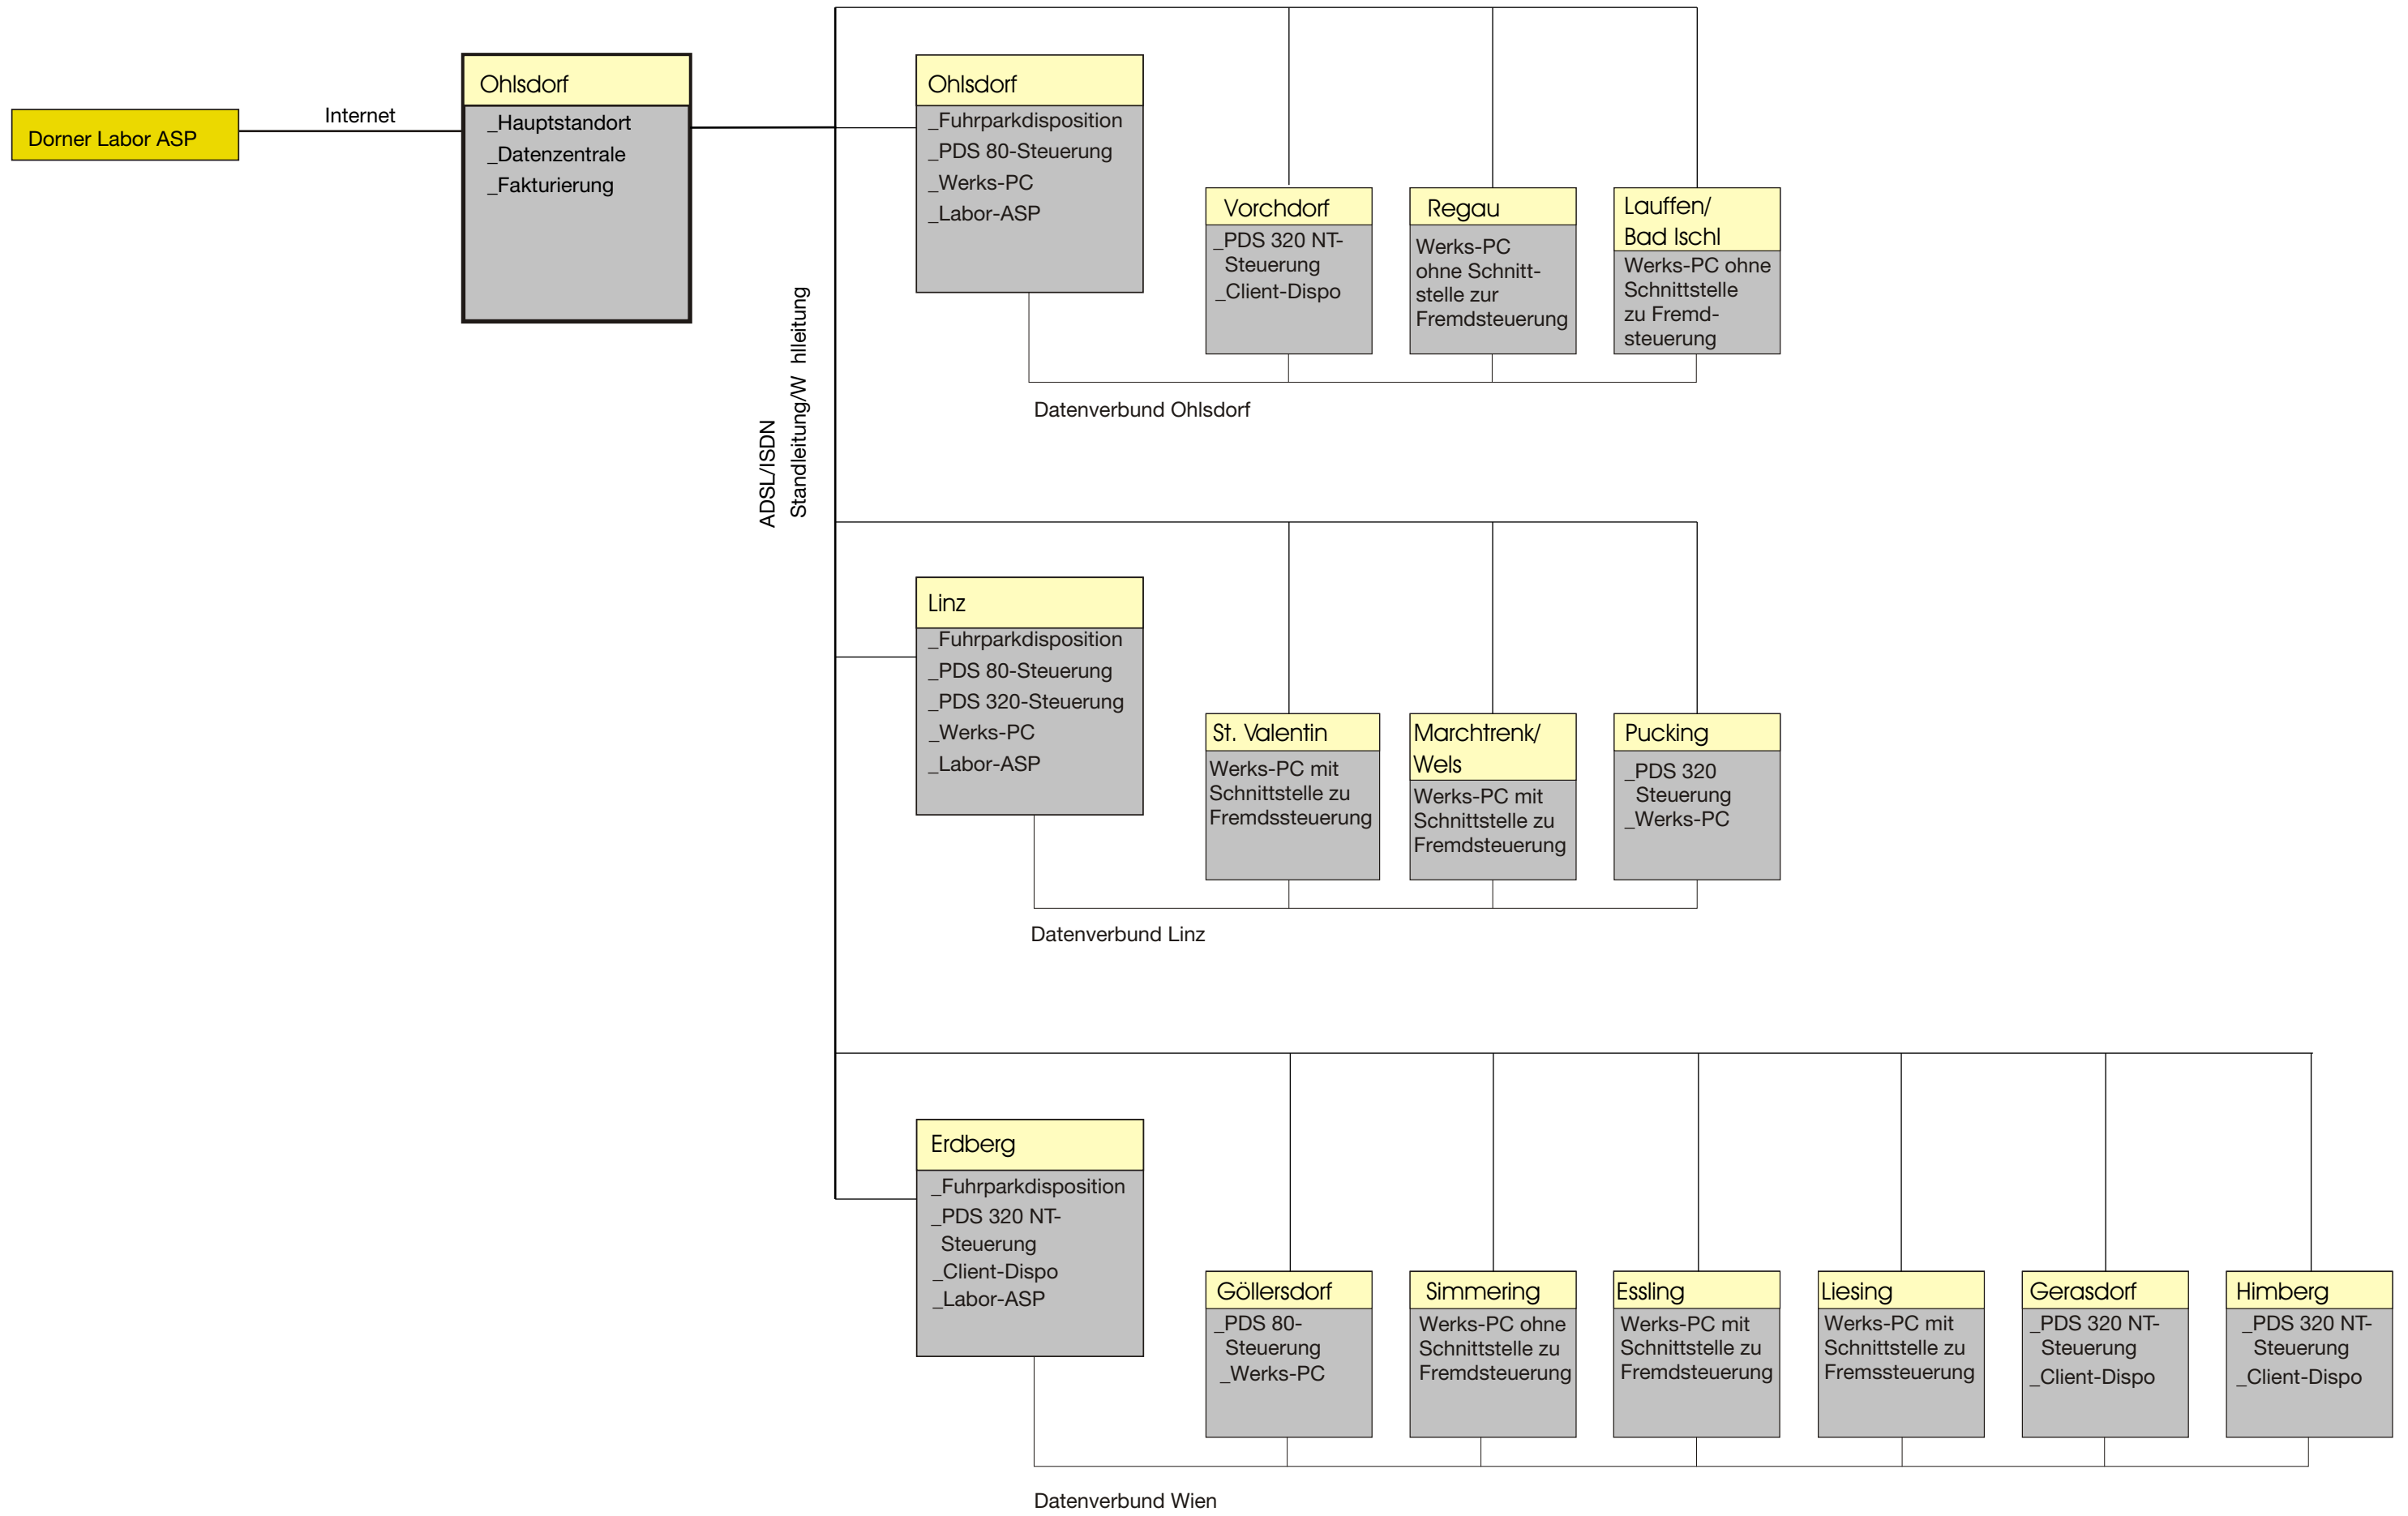 Dorner Labor ASP
Internet
Ohlsdorf
_Hauptstandort
_Datenzentrale
_Fakturierung
ADSL/ISDN
Standleitung/W hlleitung
Ohlsdorf
_Fuhrparkdisposition
_PDS 80-Steuerung
_Werks-PC
_Labor-ASP
Vorchdorf
_PDS 320 NT-
Steuerung
_Client-Dispo
Regau
Werks-PC
ohne Schnitt-
stelle zur
Fremdsteuerung
Lauffen/
Bad Ischl
Werks-PC ohne
Schnittstelle
zu Fremd-
steuerung
Datenverbund Ohlsdorf
Linz
_Fuhrparkdisposition
_PDS 80-Steuerung
_PDS 320-Steuerung
_Werks-PC
_Labor-ASP
St. Valentin
Werks-PC mit
Schnittstelle zu
Fremdssteuerung
Marchtrenk/
Wels
Werks-PC mit
Schnittstelle zu
Fremdsteuerung
Pucking
_PDS 320
Steuerung
_Werks-PC
Datenverbund Linz
Erdberg
_Fuhrparkdisposition
_PDS 320 NT-
Steuerung
_Client-Dispo
_Labor-ASP
Göllersdorf
_PDS 80-
Steuerung
_Werks-PC
Simmering
Werks-PC ohne
Schnittstelle zu
Fremdsteuerung
Essling
Werks-PC mit
Schnittstelle zu
Fremdsteuerung
Liesing
Werks-PC mit
Schnittstelle zu
Fremssteuerung
Gerasdorf
_PDS 320 NT-
Steuerung
_Client-Dispo
Himberg
_PDS 320 NT-
Steuerung
_Client-Dispo
Datenverbund Wien